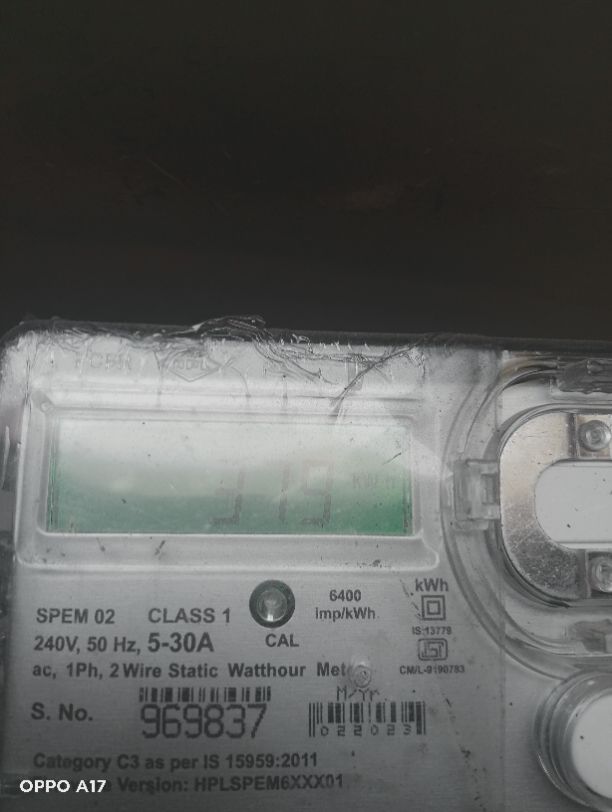 kWh
SPEM 02 CLASS 1
6400
imp/kWh
kWh
IS:13779
240V, 50 Hz, 5-30A
CAL
CM/L-9190783
ac, 1Ph, 2 Wire Static Watthour
M/Yr
S. No. 969837
022023
Category C3 as per IS 15959:2011
Version: HPLSPEM6XXX01
OPPO A17